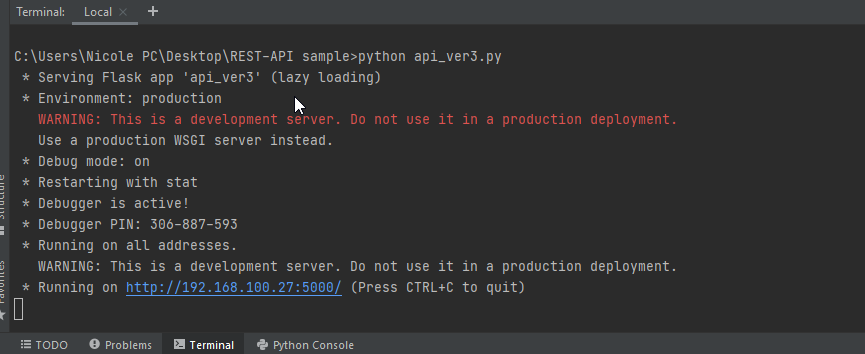 Terminal: Local × +
C:\Users\Nicole PC\Desktop\REST-API sample>python api_ver3.py
* Serving Flask app 'api_ver3' (lazy loading)
* Environment: production
WARNING: This is a development server. Do not use it in a production deployment.
Use a production WSGI server instead.
* Debug mode: on
* Restarting with stat
* Debugger is active!
* Debugger PIN: 306-887-593
* Running on all addresses.
WARNING: This is a development server. Do not use it in a production deployment.
* Running on http://192.168.100.27:5000/ (Press CTRL+C to quit)
Structure
Favorites
TODO Problems Terminal Python Console